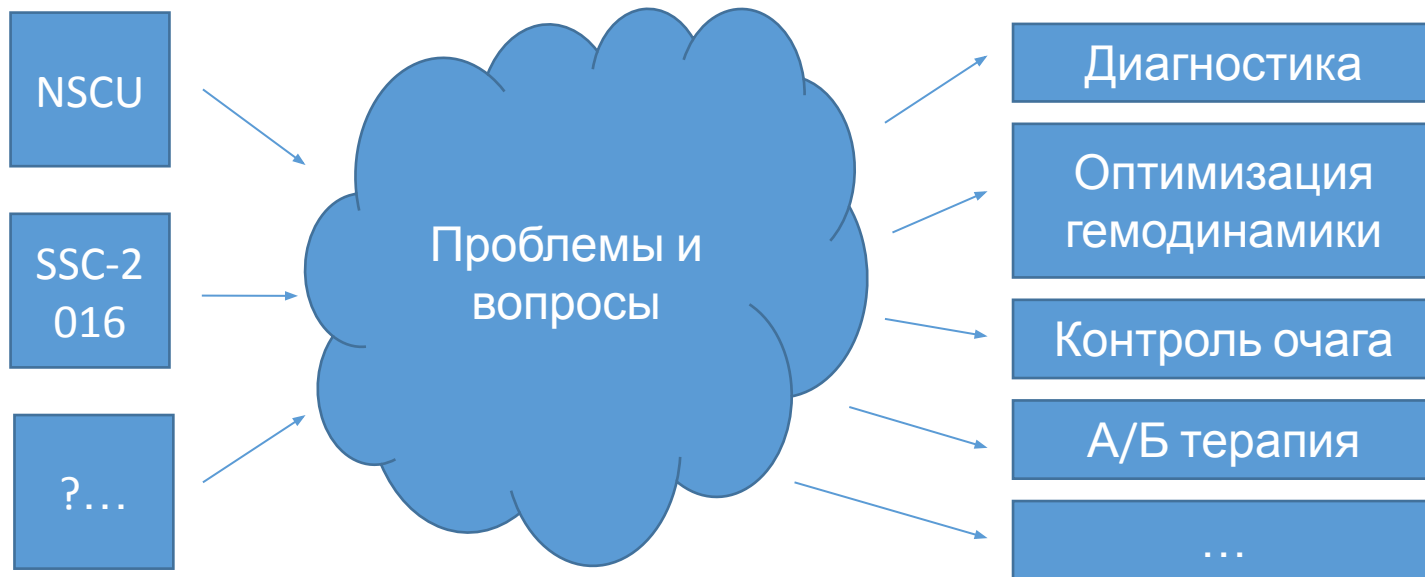 NSCU
SSC-2
016
?...
Проблемы и
вопросы
Диагностика
Оптимизация
гемодинамики
Контроль очага
А/Б терапия
...